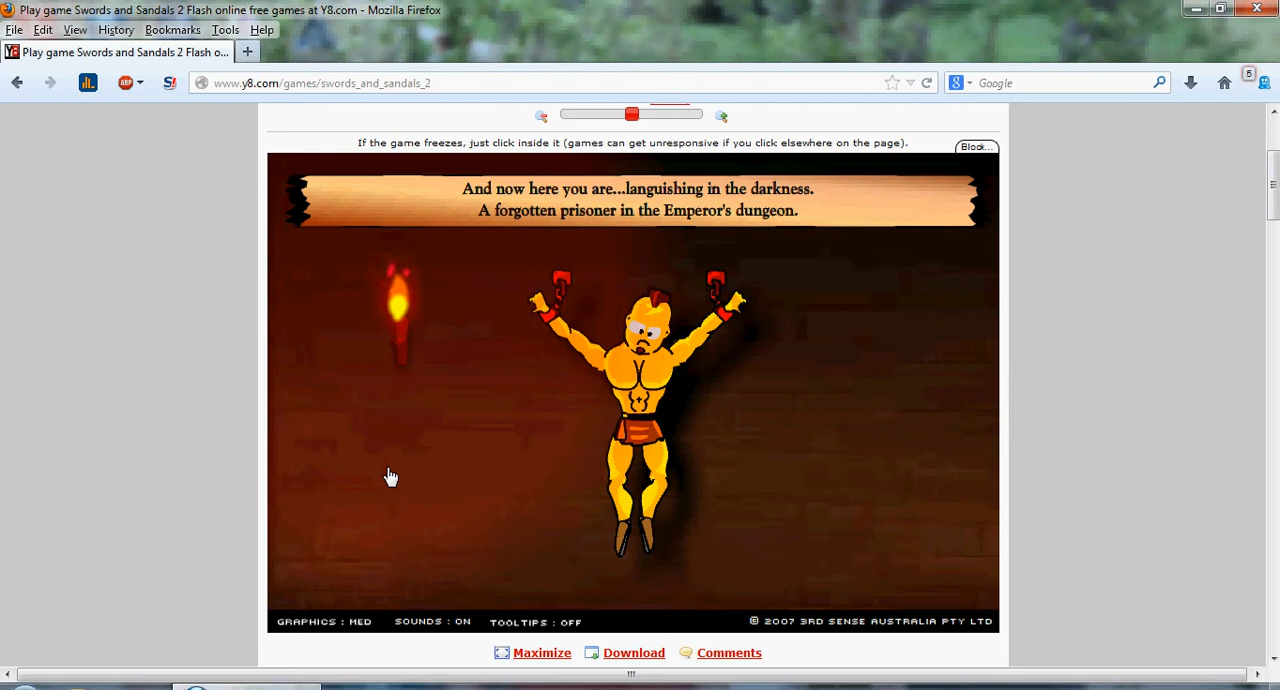 Play game Swords and Sandals 2 Flash online free games at Y8.com - Mozilla Firefox
File Edit View History Bookmarks Tools Help
Y8 Play game Swords and Sandals 2 Flash o...
ABP S! www.y8.com/games/swords_and_sandals_2 8 Google 5
If the game freezes, just click inside it (games can get unresponsive if you click elsewhere on the page).
Block...
And now here you are...languishing in the darkness.
A forgotten prisoner in the Emperor's dungeon.
GRAPHICS : MED SOUNDS : ON TOOLTIPS : OFF © 2007 3RD SENSE AUSTRALIA PTY LTD
Maximize Download Comments